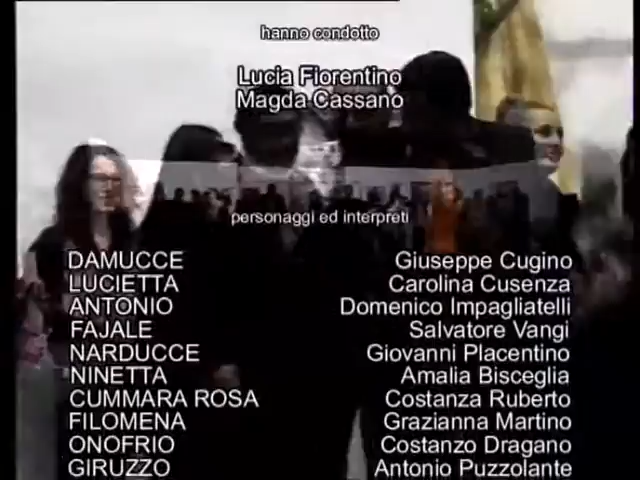 hanno condotto
Lucia Fiorentino
Magda Cassano
personaggi ed interpreti
DAMUCCE Giuseppe Cugino
LUCIETTA Carolina Cusenza
ANTONIO Domenico Impagliatelli
FAJALE Salvatore Vangi
NARDUCCE Giovanni Placentino
NINETTA Amalia Bisceglia
CUMMARA ROSA Costanza Ruberto
FILOMENA Grazianna Martino
ONOFRIO Costanzo Dragano
GIRUZZO Antonio Puzzolante